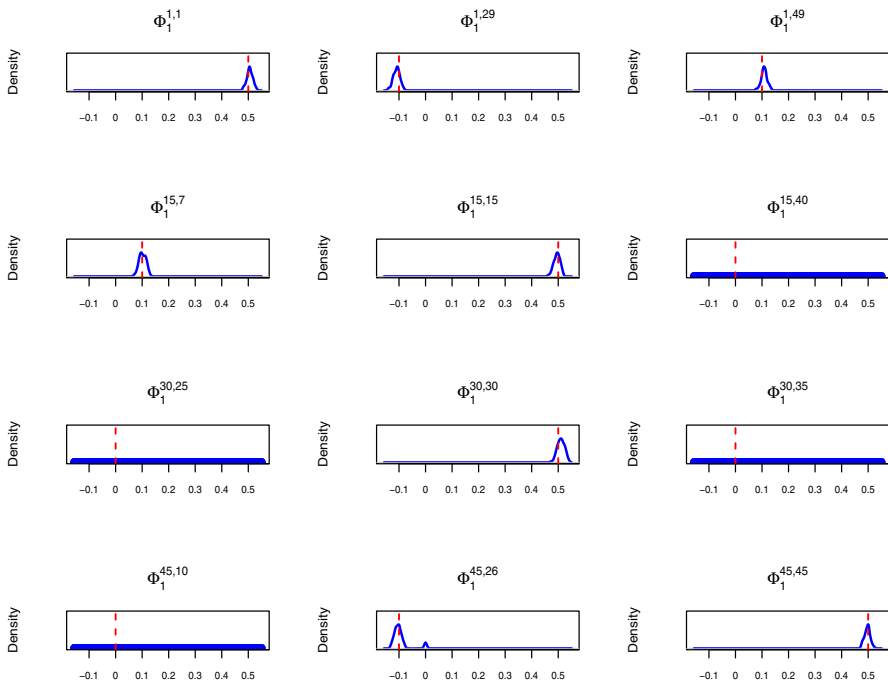 Φ₁^{1,1} Φ₁^{1,29} Φ₁^{1,49}
Density Density Density
−0.1 0 0.1 0.2 0.3 0.4 0.5 −0.1 0 0.1 0.2 0.3 0.4 0.5 −0.1 0 0.1 0.2 0.3 0.4 0.5
Φ₁^{15,7} Φ₁^{15,15} Φ₁^{15,40}
Density Density Density
−0.1 0 0.1 0.2 0.3 0.4 0.5 −0.1 0 0.1 0.2 0.3 0.4 0.5 −0.1 0 0.1 0.2 0.3 0.4 0.5
Φ₁^{30,25} Φ₁^{30,30} Φ₁^{30,35}
Density Density Density
−0.1 0 0.1 0.2 0.3 0.4 0.5 −0.1 0 0.1 0.2 0.3 0.4 0.5 −0.1 0 0.1 0.2 0.3 0.4 0.5
Φ₁^{45,10} Φ₁^{45,26} Φ₁^{45,45}
Density Density Density
−0.1 0 0.1 0.2 0.3 0.4 0.5 −0.1 0 0.1 0.2 0.3 0.4 0.5 −0.1 0 0.1 0.2 0.3 0.4 0.5